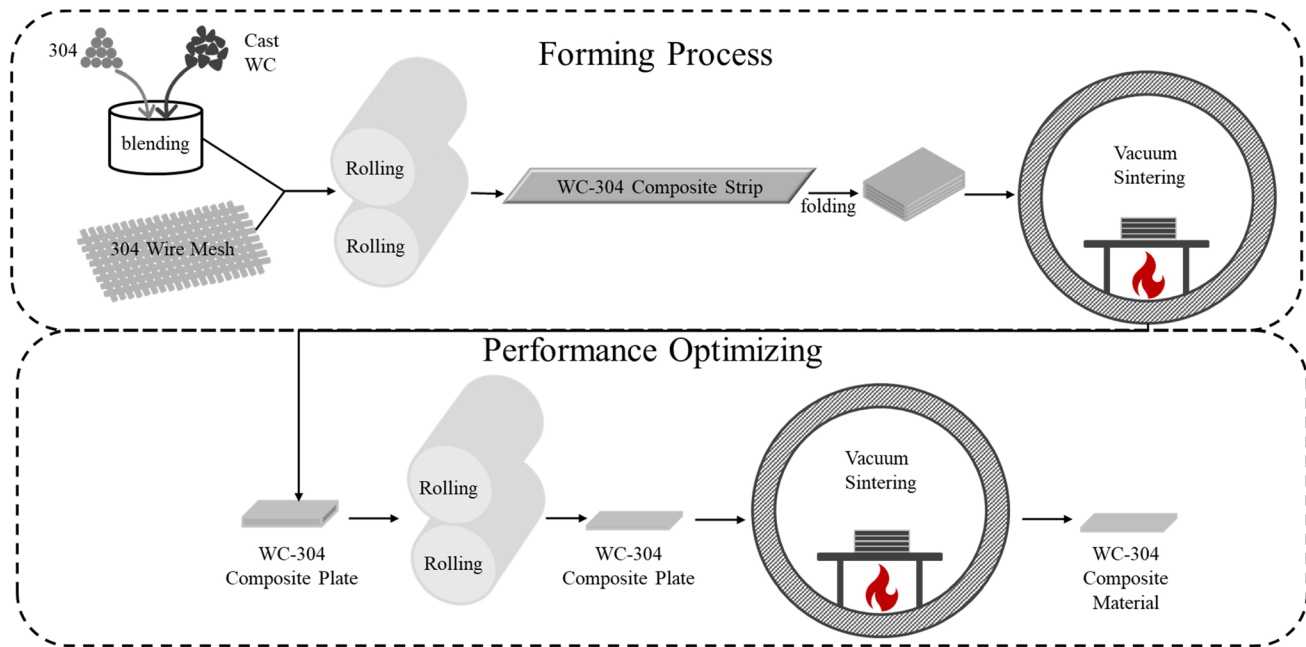 Forming Process
304
Cast
WC
blending
304 Wire Mesh
Rolling
Rolling
WC-304 Composite Strip
folding
Vacuum
Sintering
Performance Optimizing
WC-304
Composite Plate
Rolling
Rolling
WC-304
Composite Plate
Vacuum
Sintering
WC-304
Composite
Material